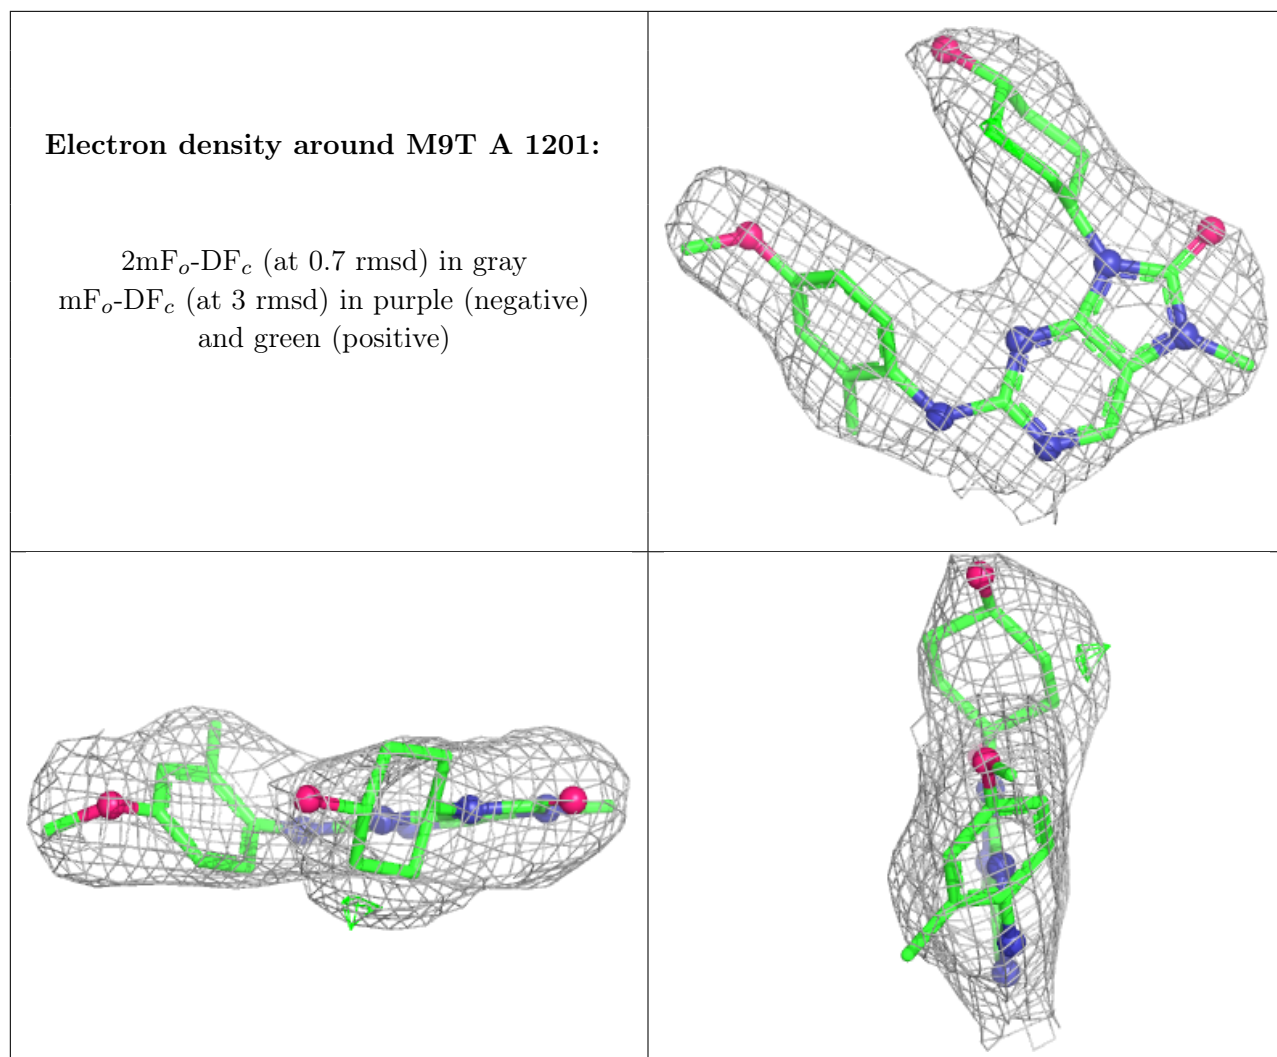 Electron density around M9T A 1201:
2mFo-DFc (at 0.7 rmsd) in gray
mFo-DFc (at 3 rmsd) in purple (negative)
and green (positive)